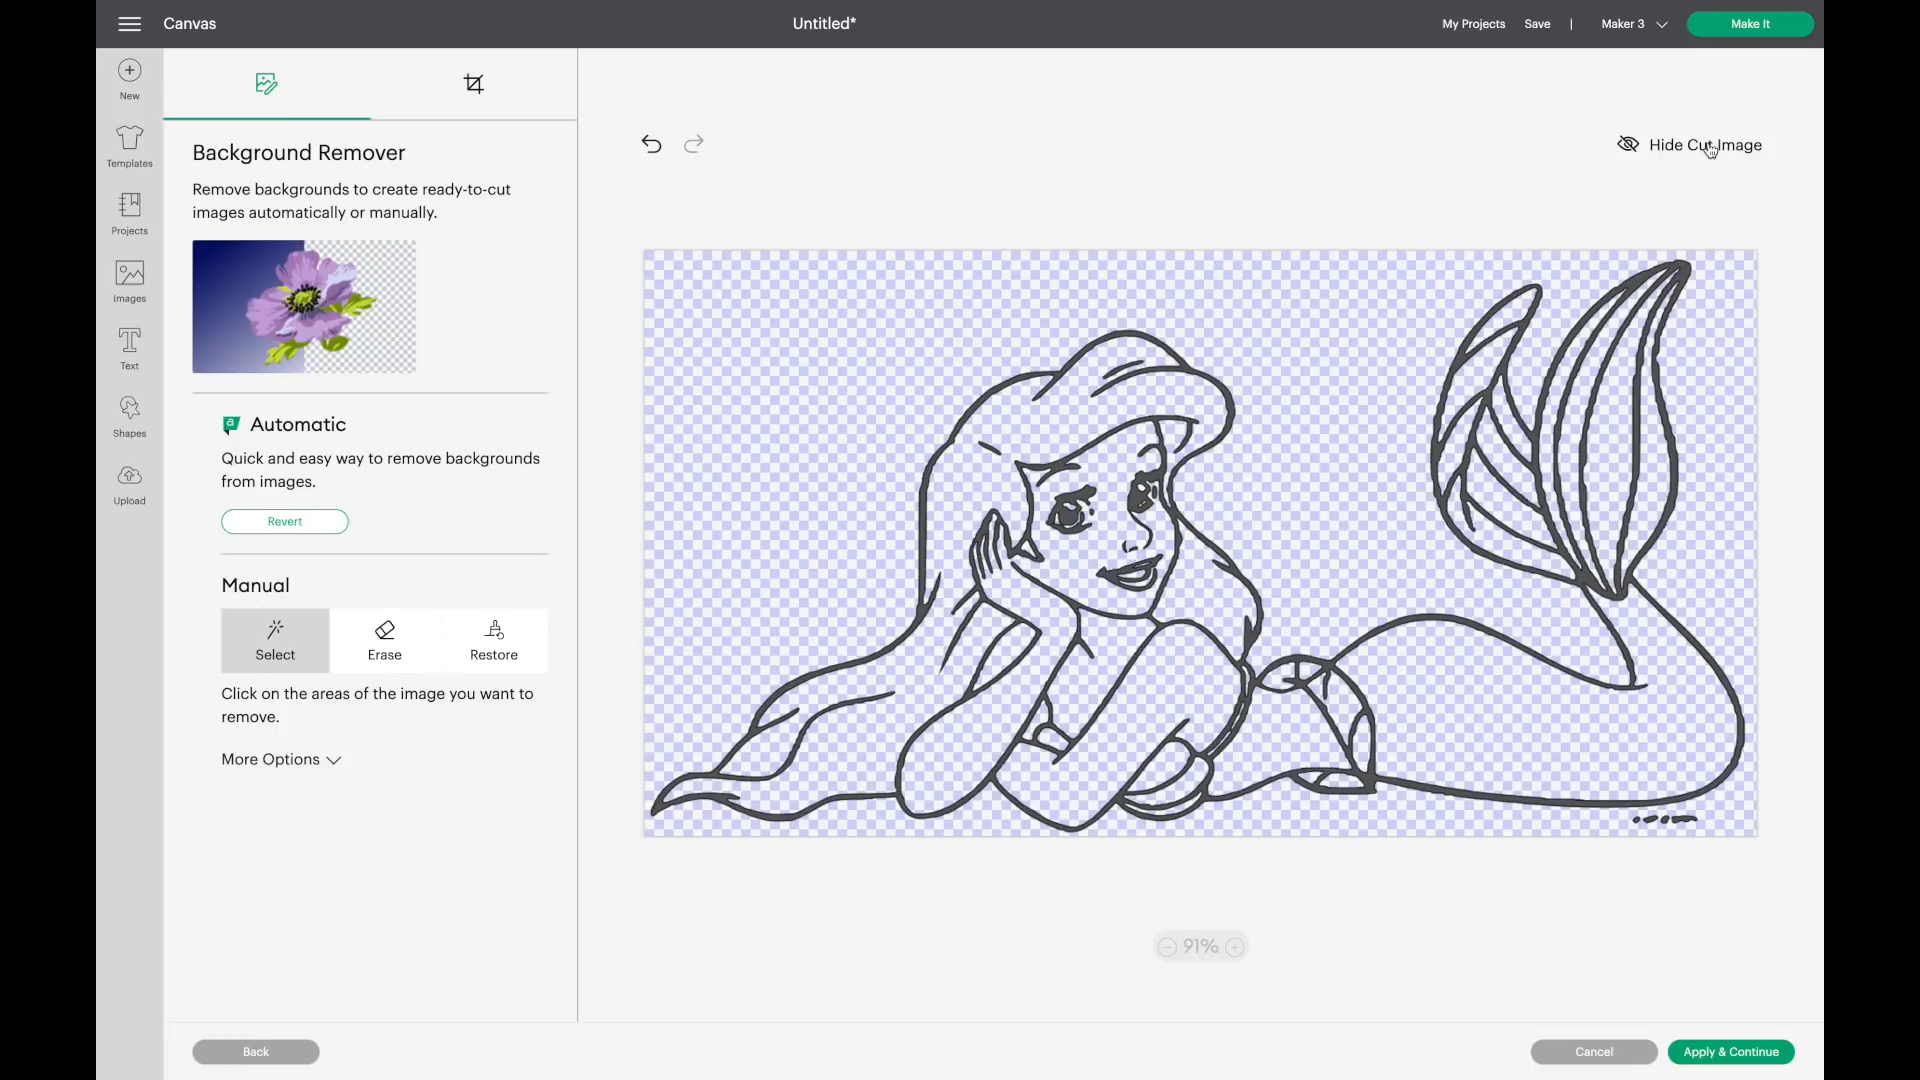 Canvas
Untitled*
My Projects Save | Maker 3 Make It
New
Templates
Projects
Images
Text
Shapes
Upload
Background Remover
Remove backgrounds to create ready-to-cut
images automatically or manually.
a Automatic
Quick and easy way to remove backgrounds
from images.
Revert
Manual
Select Erase Restore
Click on the areas of the image you want to
remove.
More Options
Hide Cut Image
91%
Back
Cancel
Apply & Continue